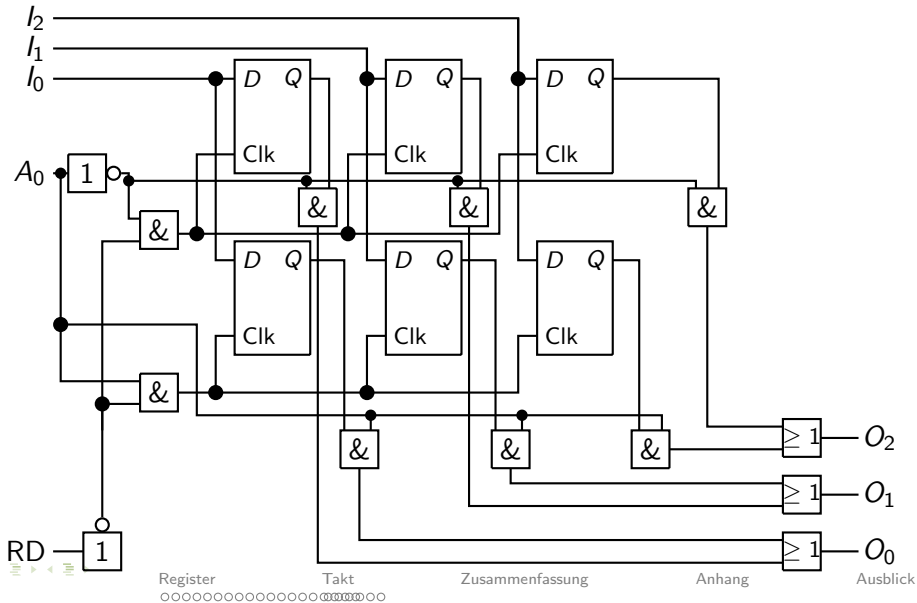 I2
I1
I0
D Q
D Q
D Q
Clk
Clk
Clk
A0
1
&
&
&
&
D Q
D Q
D Q
Clk
Clk
Clk
&
&
&
&
≥ 1
O2
≥ 1
O1
≥ 1
O0
RD
1
Register Takt Zusammenfassung Anhang Ausblick